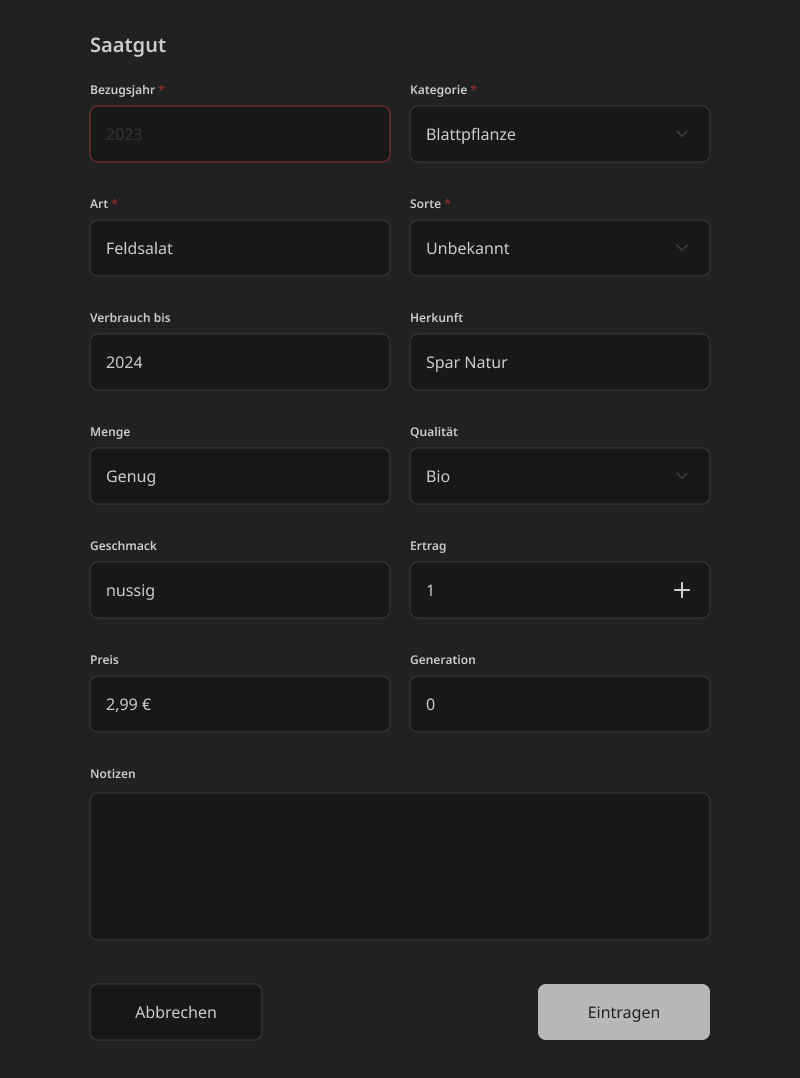 Saatgut
Bezugsjahr * Kategorie *
2023 Blattpflanze
Art * Sorte *
Feldsalat Unbekannt
Verbrauch bis Herkunft
2024 Spar Natur
Menge Qualität
Genug Bio
Geschmack Ertrag
nussig 1
Preis Generation
2,99 € 0
Notizen
Abbrechen Eintragen